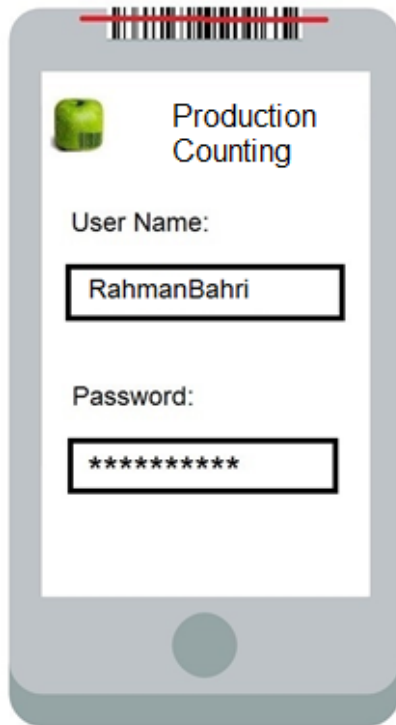 Production
Counting
User Name:
RahmanBahri
Password:
**********